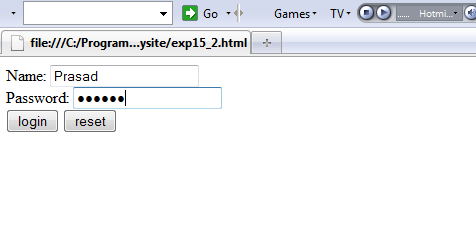 Go Games TV ...... Hotmi...
file:///C:/Program...ysite/exp15_2.html
Name: Prasad
Password: ●●●●●●
login reset